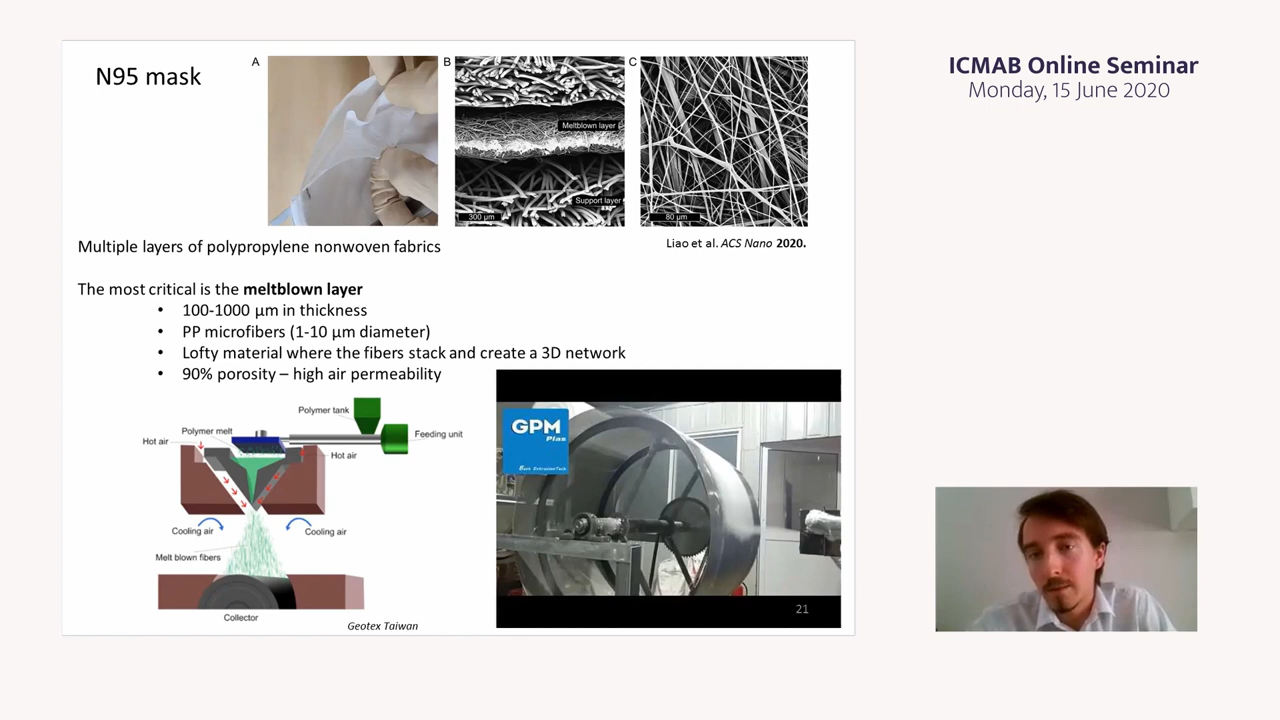 ICMAB Online Seminar
Monday, 15 June 2020
N95 mask
A
B
C
Meltblown layer
Support layer
300 μm
80 μm
Liao et al. ACS Nano 2020.
Multiple layers of polypropylene nonwoven fabrics
The most critical is the meltblown layer
• 100-1000 μm in thickness
• PP microfibers (1-10 μm diameter)
• Lofty material where the fibers stack and create a 3D network
• 90% porosity – high air permeability
Polymer tank
Polymer melt
Feeding unit
Hot air
Hot air
Cooling air
Cooling air
Melt blown fibers
Collector
Geotex Taiwan
GPM
Plas
21